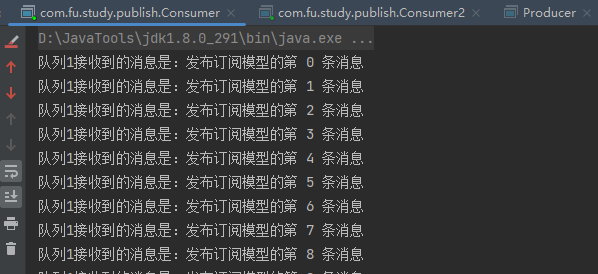 com.fu.study.publish.Consumer com.fu.study.publish.Consumer2 Producer
D:\JavaTools\jdk1.8.0_291\bin\java.exe ...
队列1接收到的消息是：发布订阅模型的第 0 条消息
队列1接收到的消息是：发布订阅模型的第 1 条消息
队列1接收到的消息是：发布订阅模型的第 2 条消息
队列1接收到的消息是：发布订阅模型的第 3 条消息
队列1接收到的消息是：发布订阅模型的第 4 条消息
队列1接收到的消息是：发布订阅模型的第 5 条消息
队列1接收到的消息是：发布订阅模型的第 6 条消息
队列1接收到的消息是：发布订阅模型的第 7 条消息
队列1接收到的消息是：发布订阅模型的第 8 条消息